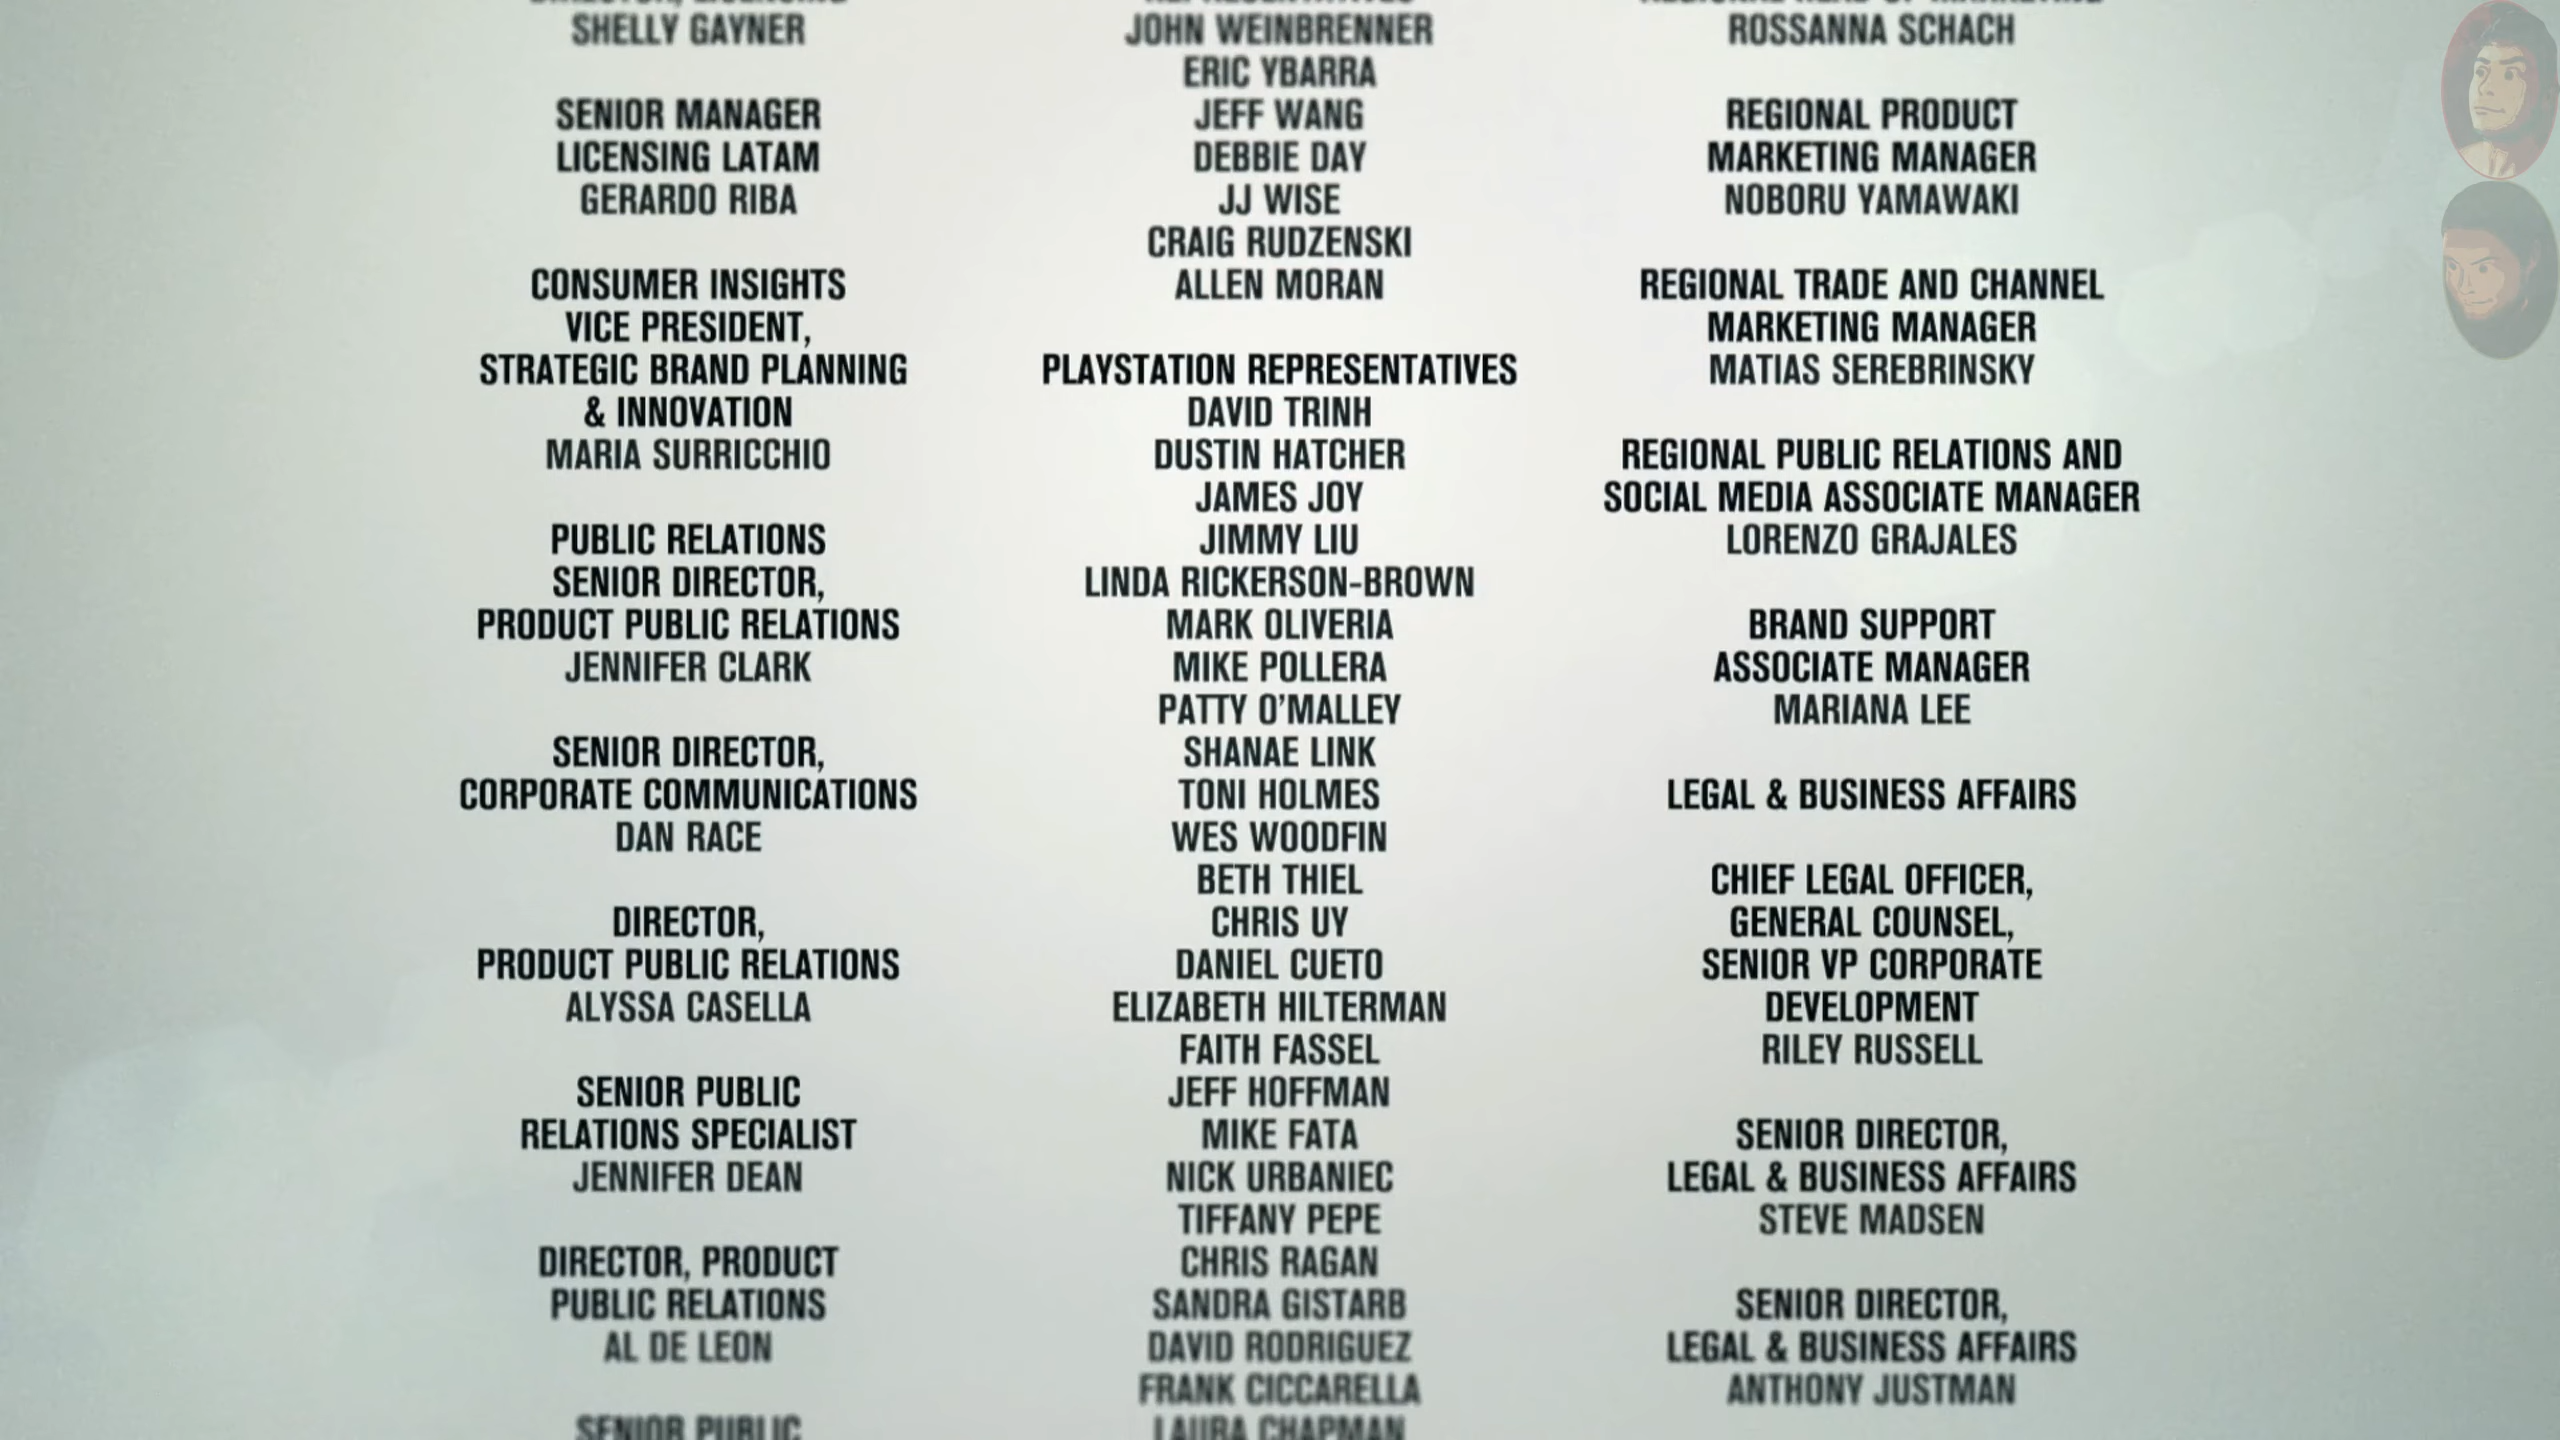 DIRECTOR, LICENSING
SHELLY GAYNER
SENIOR MANAGER
LICENSING LATAM
GERARDO RIBA
CONSUMER INSIGHTS
VICE PRESIDENT,
STRATEGIC BRAND PLANNING
& INNOVATION
MARIA SURRICCHIO
PUBLIC RELATIONS
SENIOR DIRECTOR,
PRODUCT PUBLIC RELATIONS
JENNIFER CLARK
SENIOR DIRECTOR,
CORPORATE COMMUNICATIONS
DAN RACE
DIRECTOR,
PRODUCT PUBLIC RELATIONS
ALYSSA CASELLA
SENIOR PUBLIC
RELATIONS SPECIALIST
JENNIFER DEAN
DIRECTOR, PRODUCT
PUBLIC RELATIONS
AL DE LEON
SENIOR PUBLIC
REPRESENTATIVES
JOHN WEINBRENNER
ERIC YBARRA
JEFF WANG
DEBBIE DAY
JJ WISE
CRAIG RUDZENSKI
ALLEN MORAN
PLAYSTATION REPRESENTATIVES
DAVID TRINH
DUSTIN HATCHER
JAMES JOY
JIMMY LIU
LINDA RICKERSON-BROWN
MARK OLIVERIA
MIKE POLLERA
PATTY O’MALLEY
SHANAE LINK
TONI HOLMES
WES WOODFIN
BETH THIEL
CHRIS UY
DANIEL CUETO
ELIZABETH HILTERMAN
FAITH FASSEL
JEFF HOFFMAN
MIKE FATA
NICK URBANIEC
TIFFANY PEPE
CHRIS RAGAN
SANDRA GISTARB
DAVID RODRIGUEZ
FRANK CICCARELLA
LAURA CHAPMAN
REGIONAL HEAD OF MARKETING
ROSSANNA SCHACH
REGIONAL PRODUCT
MARKETING MANAGER
NOBORU YAMAWAKI
REGIONAL TRADE AND CHANNEL
MARKETING MANAGER
MATIAS SEREBRINSKY
REGIONAL PUBLIC RELATIONS AND
SOCIAL MEDIA ASSOCIATE MANAGER
LORENZO GRAJALES
BRAND SUPPORT
ASSOCIATE MANAGER
MARIANA LEE
LEGAL & BUSINESS AFFAIRS
CHIEF LEGAL OFFICER,
GENERAL COUNSEL,
SENIOR VP CORPORATE
DEVELOPMENT
RILEY RUSSELL
SENIOR DIRECTOR,
LEGAL & BUSINESS AFFAIRS
STEVE MADSEN
SENIOR DIRECTOR,
LEGAL & BUSINESS AFFAIRS
ANTHONY JUSTMAN